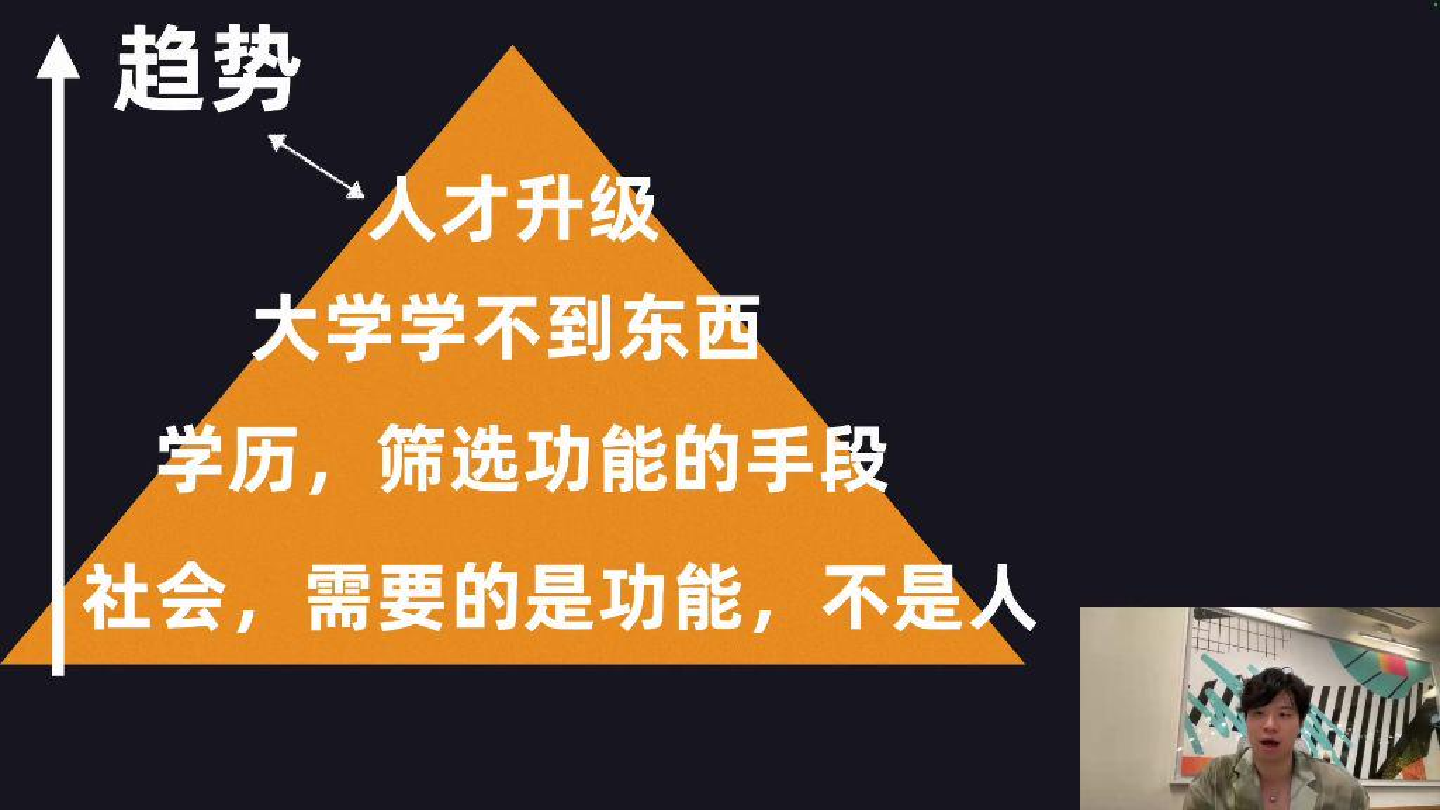 趋势
人才升级
大学学不到东西
学历，筛选功能的手段
社会，需要的是功能，不是人